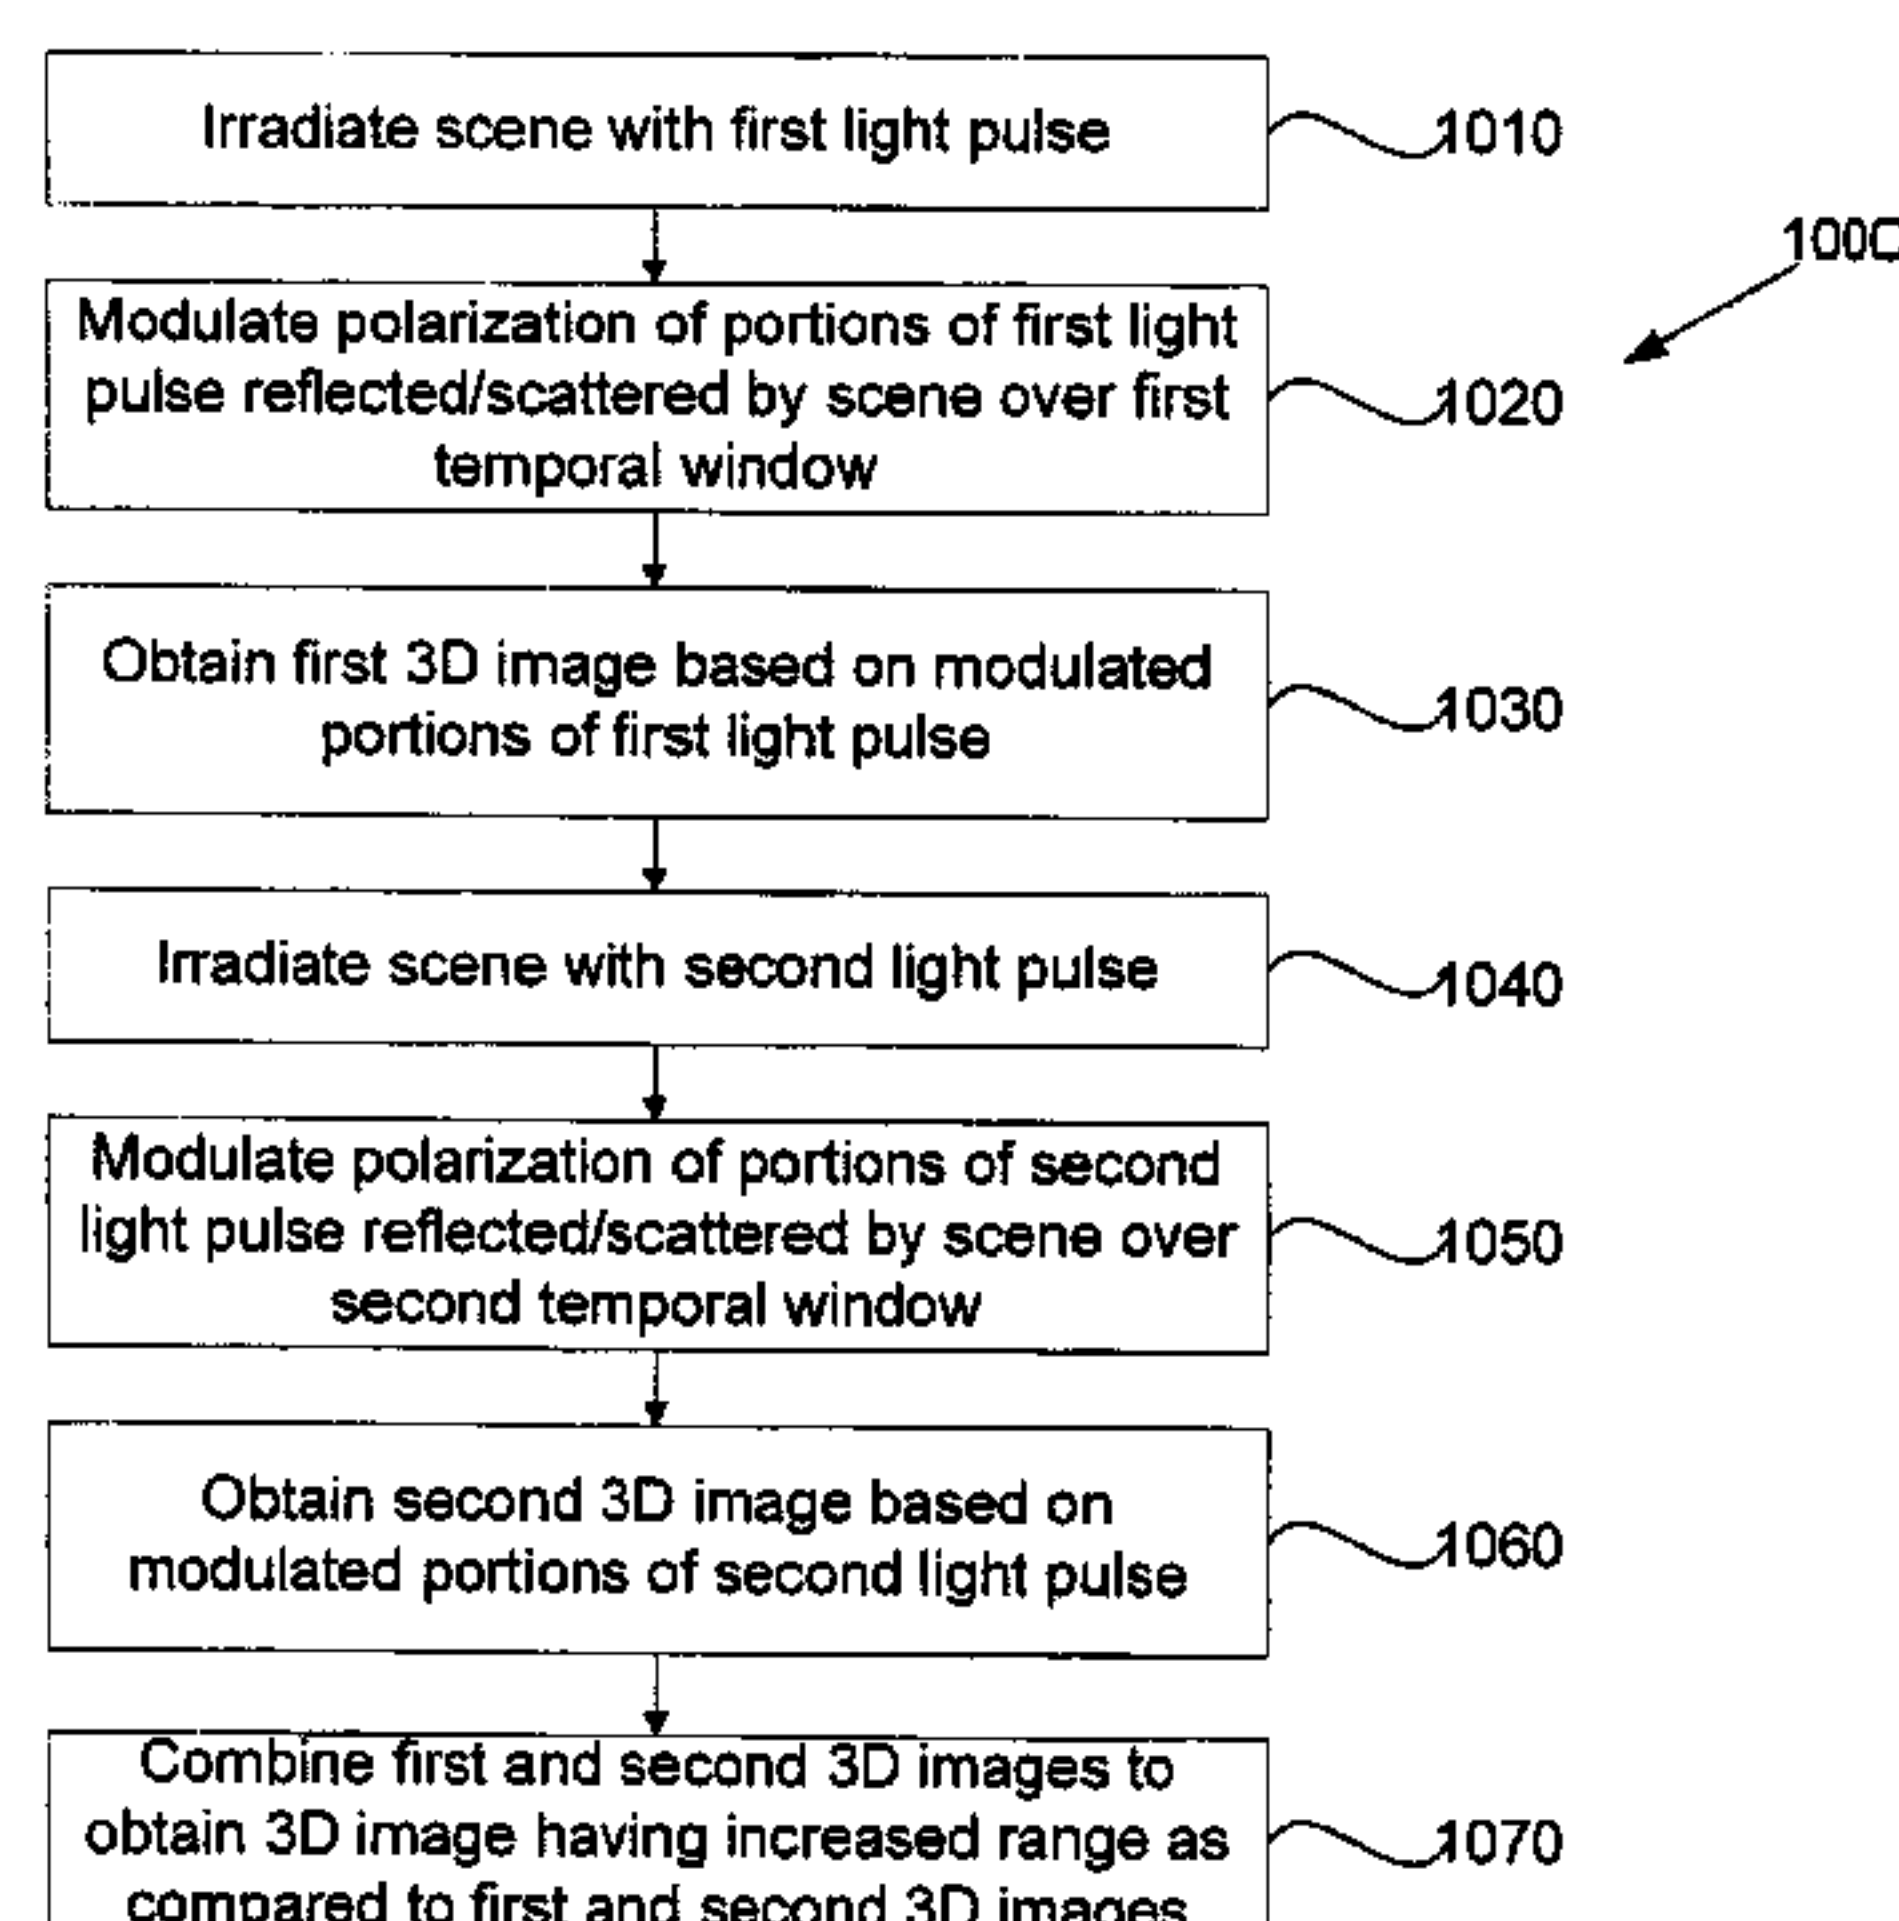 Irradiate scene with first light pulse
1010
1000
Modulate polarization of portions of first light
pulse reflected/scattered by scene over first
temporal window
1020
Obtain first 3D image based on modulated
portions of first light pulse
1030
Irradiate scene with second light pulse
1040
Modulate polarization of portions of second
light pulse reflected/scattered by scene over
second temporal window
1050
Obtain second 3D image based on
modulated portions of second light pulse
1060
Combine first and second 3D images to
obtain 3D image having increased range as
compared to first and second 3D images
1070